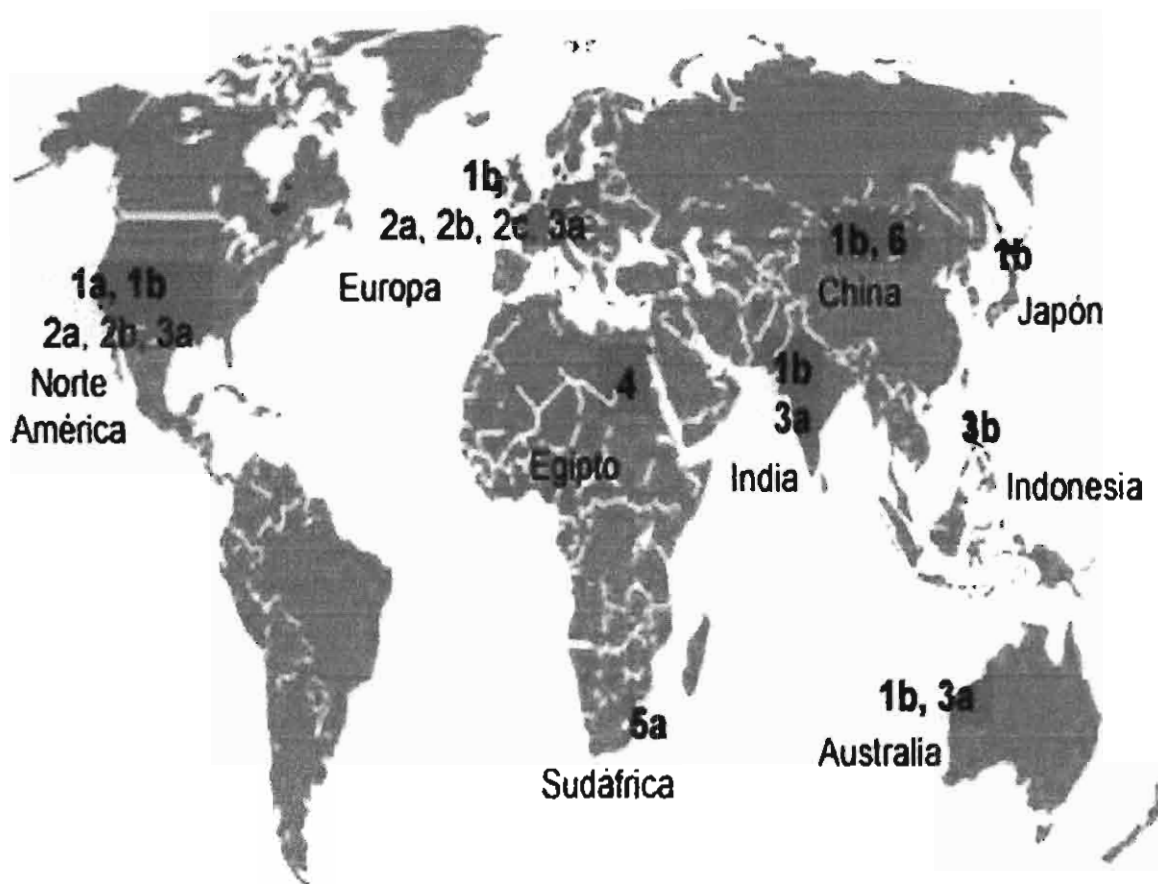 1b
2a, 2b, 2c, 3a
Europa
1a, 1b
2a, 2b, 3a
Norte
América
1b, 6
China
1b
Japón
4
Egipto
1b
3a
India
3b
Indonesia
5a
Sudáfrica
1b, 3a
Australia